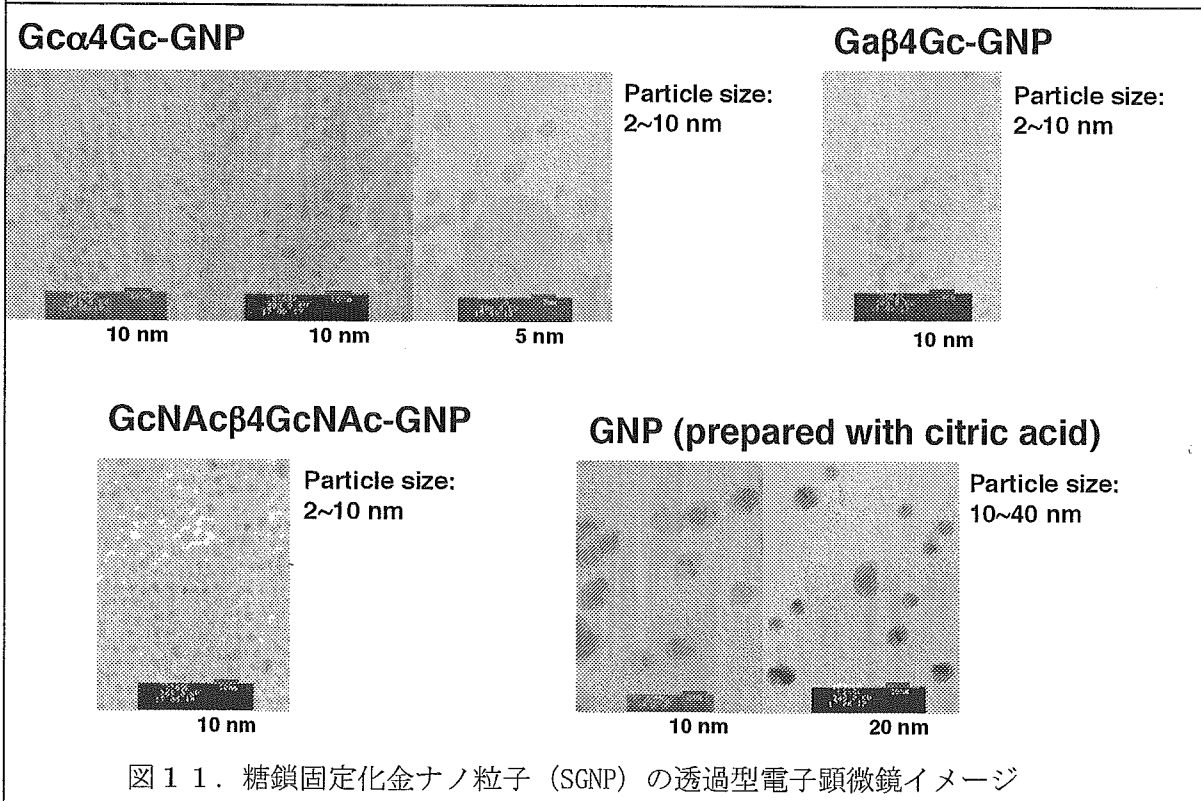 Gcα4Gc-GNP
Particle size:
2~10 nm
10 nm
10 nm
5 nm
Gaβ4Gc-GNP
Particle size:
2~10 nm
10 nm
GcNAcβ4GcNAc-GNP
Particle size:
2~10 nm
10 nm
GNP (prepared with citric acid)
Particle size:
10~40 nm
10 nm
20 nm
図１１．糖鎖固定化金ナノ粒子（SGNP）の透過型電子顕微鏡イメージ